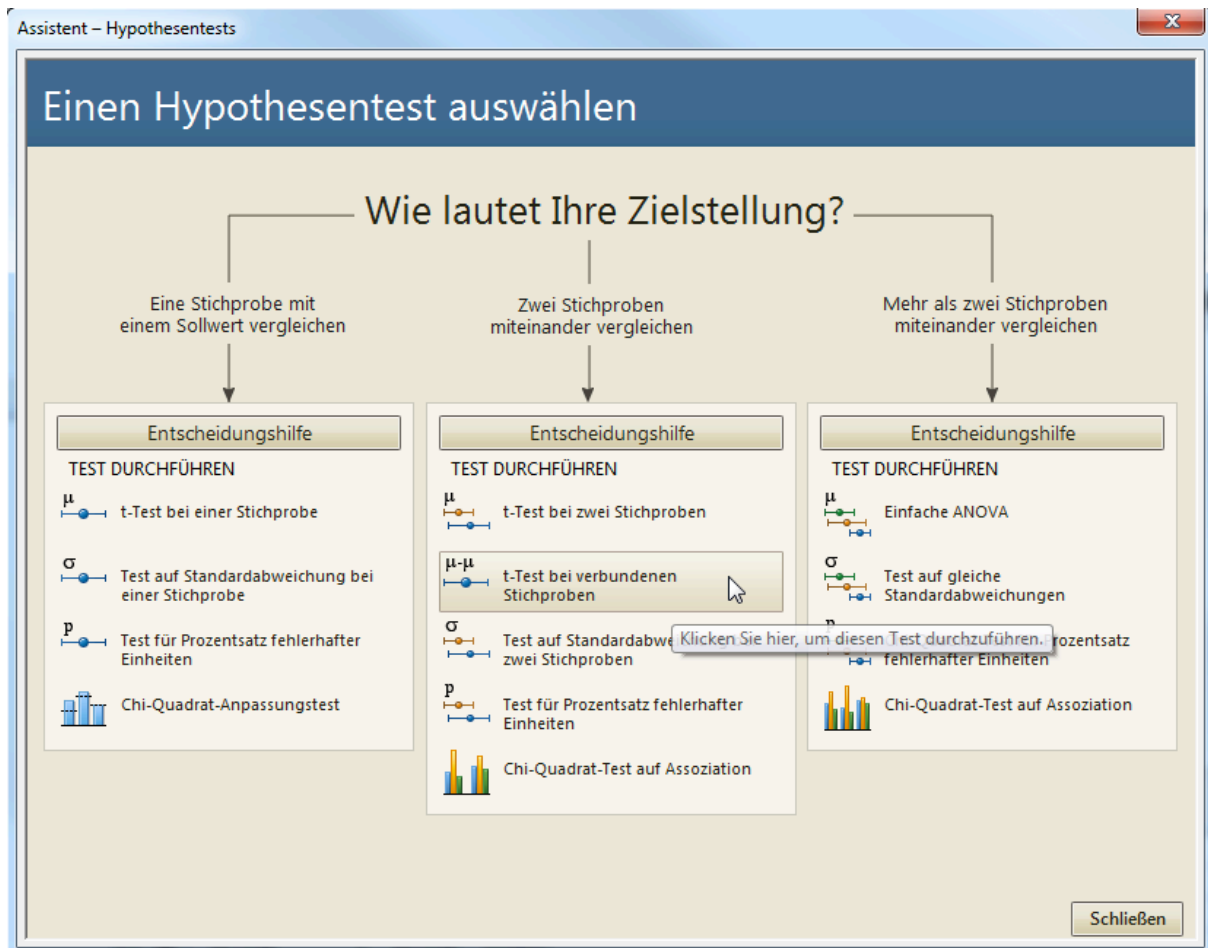 Assistent – Hypothesentests
Einen Hypothesentest auswählen
Wie lautet Ihre Zielstellung?
Eine Stichprobe mit
einem Sollwert vergleichen
Zwei Stichproben
miteinander vergleichen
Mehr als zwei Stichproben
miteinander vergleichen
Entscheidungshilfe
TEST DURCHFÜHREN
μ
t-Test bei einer Stichprobe
σ
Test auf Standardabweichung bei
einer Stichprobe
p
Test für Prozentsatz fehlerhafter
Einheiten
Chi-Quadrat-Anpassungstest
Entscheidungshilfe
TEST DURCHFÜHREN
μ
t-Test bei zwei Stichproben
μ-μ
t-Test bei verbundenen
Stichproben
σ
Test auf
zwei Stichproben
Klicken Sie hier, um diesen Test durchzuführen.
p
Test für Prozentsatz fehlerhafter
Einheiten
Chi-Quadrat-Test auf Assoziation
Entscheidungshilfe
TEST DURCHFÜHREN
μ
Einfache ANOVA
σ
Test auf gleiche
Standardabweichungen
fehlerhafter Einheiten
Chi-Quadrat-Test auf Assoziation
Schließen